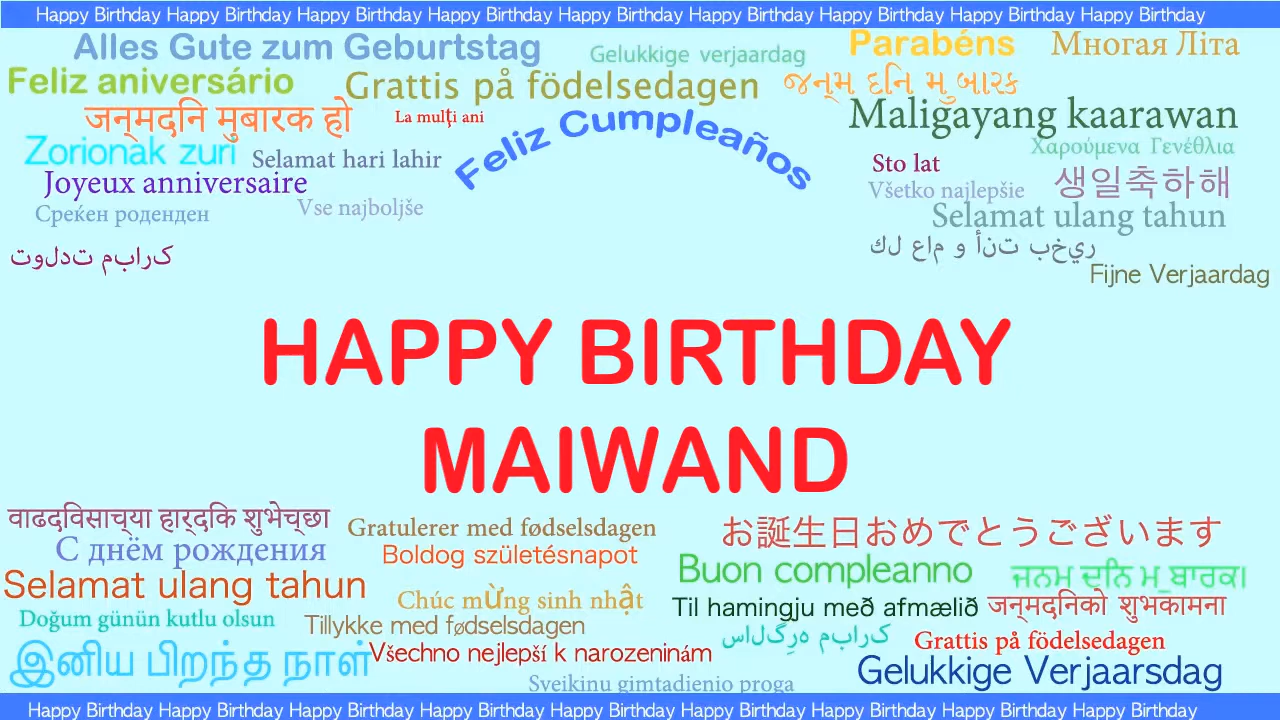 Happy Birthday Happy Birthday Happy Birthday Happy Birthday Happy Birthday Happy Birthday Happy Birthday Happy Birthday Happy Birthday
Alles Gute zum Geburtstag
Gelukkige verjaardag
Parabéns
Многая Літа
Feliz aniversário
Grattis på födelsedagen
જન્મ દિન મુબારક
जन्मदिन मुबारक हो
La mulţi ani
Feliz Cumpleaños
Maligayang kaarawan
Zorionak zuri
Selamat hari lahir
Sto lat
Χαρούμενα Γενέθλια
Joyeux anniversaire
Všetko najlepšie
생일축하해
Среќен роденден
Vse najboljše
Selamat ulang tahun
تولدت مبارک
كل عام و أنت بخير
Fijne Verjaardag
HAPPY BIRTHDAY
MAIWAND
वाढदिवसाच्या हार्दिक शुभेच्छा
Gratulerer med fødselsdagen
お誕生日おめでとうございます
С днём рождения
Boldog születésnapot
Buon compleanno
ਜਨਮ ਦਿਨ ਮੁਬਾਰਕ।
Selamat ulang tahun
Chúc mừng sinh nhật
Til hamingju með afmælið
जन्मदिनको शुभकामना
Doğum günün kutlu olsun
Tillykke med fødselsdagen
سالگرہ مبارک
Grattis på födelsedagen
இனிய பிறந்த நாள்
Všechno nejlepší k narozeninám
Gelukkige Verjaarsdag
Sveikinu gimtadienio proga
Happy Birthday Happy Birthday Happy Birthday Happy Birthday Happy Birthday Happy Birthday Happy Birthday Happy Birthday Happy Birthday